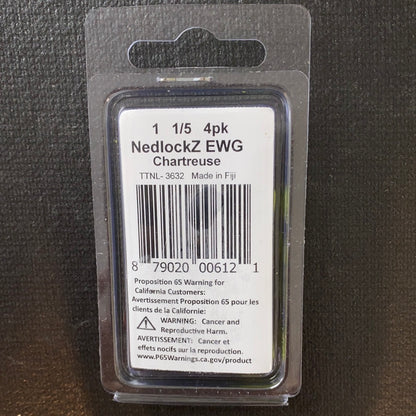 1 1/5 4pk
NedlockZ EWG
Chartreuse
TTNL- 3632 Made in Fiji
8 79020 00612 1
Proposition 65 Warning for
California Customers:
Avertissement Proposition 65 pour les
clients de la Californie:
WARNING: Cancer and
Reproductive Harm.
AVERTISSEMENT: Cancer et
effets nocifs sur la reproduction.
www.P65Warnings.ca.gov/product